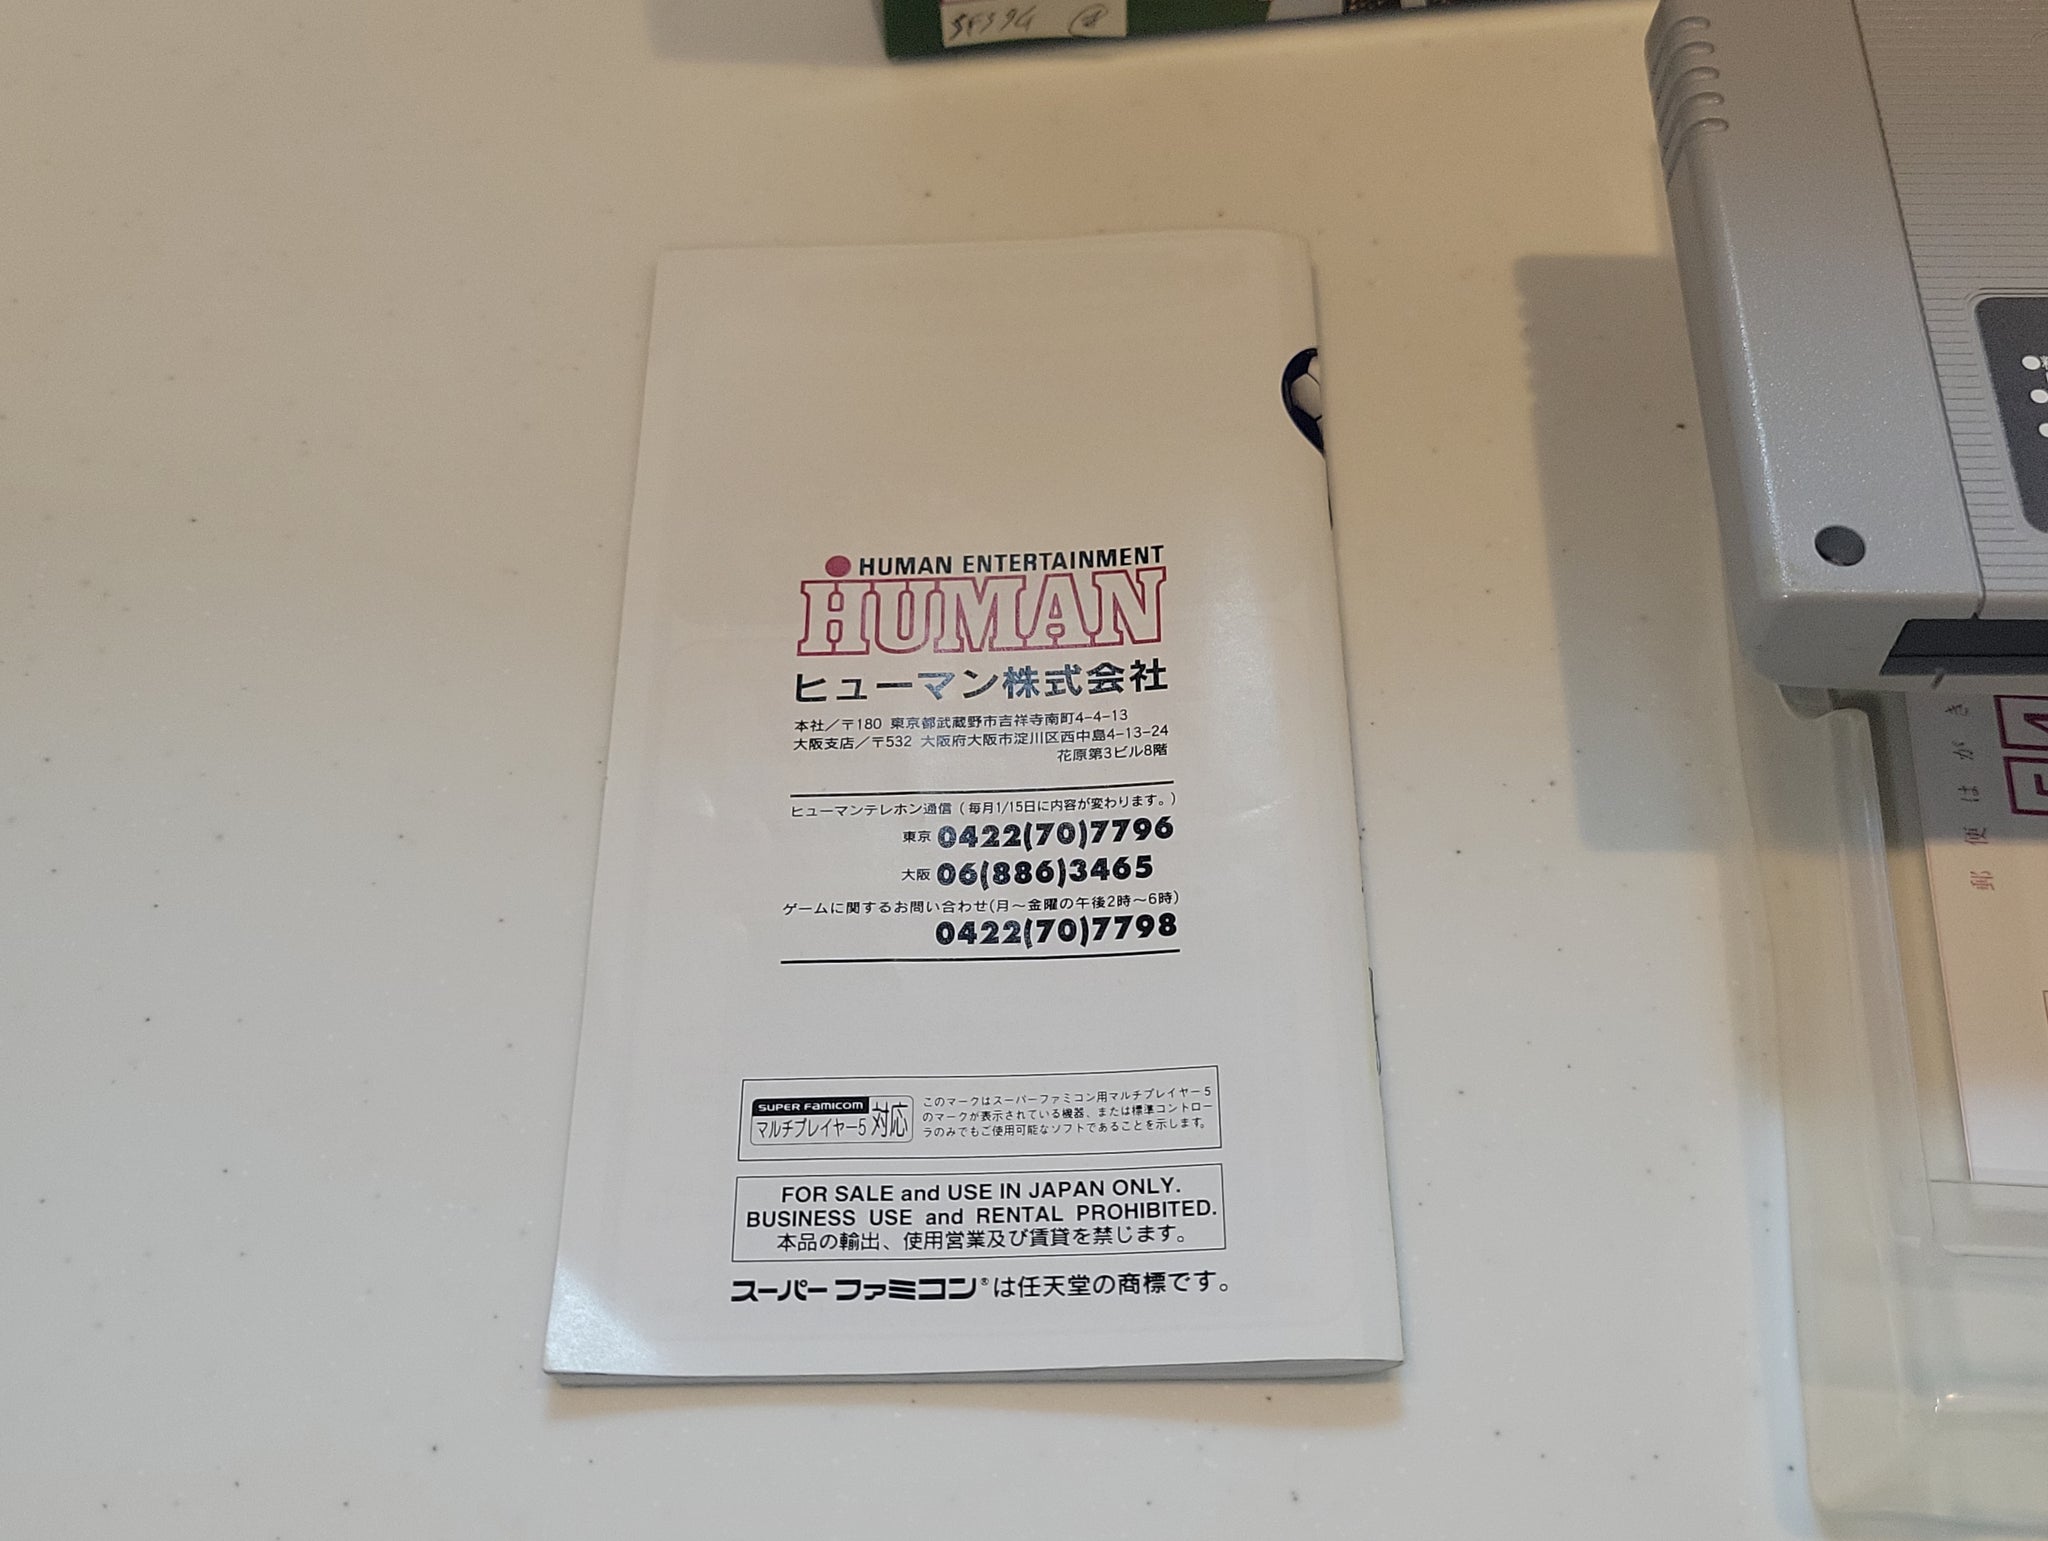 HUMAN ENTERTAINMENT
HUMAN
ヒューマン株式会社
本社／〒180 東京都武蔵野市吉祥寺南町4-4-13
大阪支店／〒532 大阪府大阪市淀川区西中島4-13-24
花原第3ビル8階
ヒューマンテレホン通信（毎月1/15日に内容が変わります。）
東京 0422(70)7796
大阪 06(886)3465
ゲームに関するお問い合わせ(月～金曜の午後2時～6時)
0422(70)7798
SUPER FAMICOM
マルチプレイヤー5 対応
このマークはスーパーファミコン用マルチプレイヤー5
のマークが表示されている機器、または標準コントロー
ラのみでもご使用可能なソフトであることを示します。
FOR SALE and USE IN JAPAN ONLY.
BUSINESS USE and RENTAL PROHIBITED.
本品の輸出、使用営業及び賃貸を禁じます。
スーパーファミコン®は任天堂の商標です。
郵便はがき